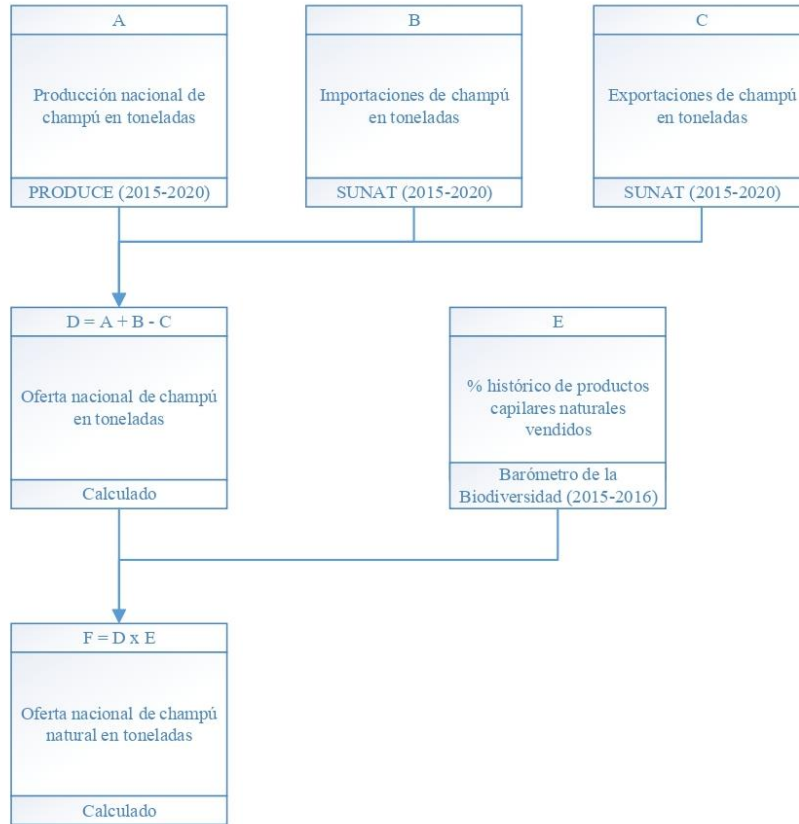 A
Producción nacional de
champú en toneladas
PRODUCE (2015-2020)
B
Importaciones de champú
en toneladas
SUNAT (2015-2020)
C
Exportaciones de champú
en toneladas
SUNAT (2015-2020)
D = A + B - C
Oferta nacional de champú
en toneladas
Calculado
E
% histórico de productos
capilares naturales
vendidos
Barómetro de la
Biodiversidad (2015-2016)
F = D x E
Oferta nacional de champú
natural en toneladas
Calculado